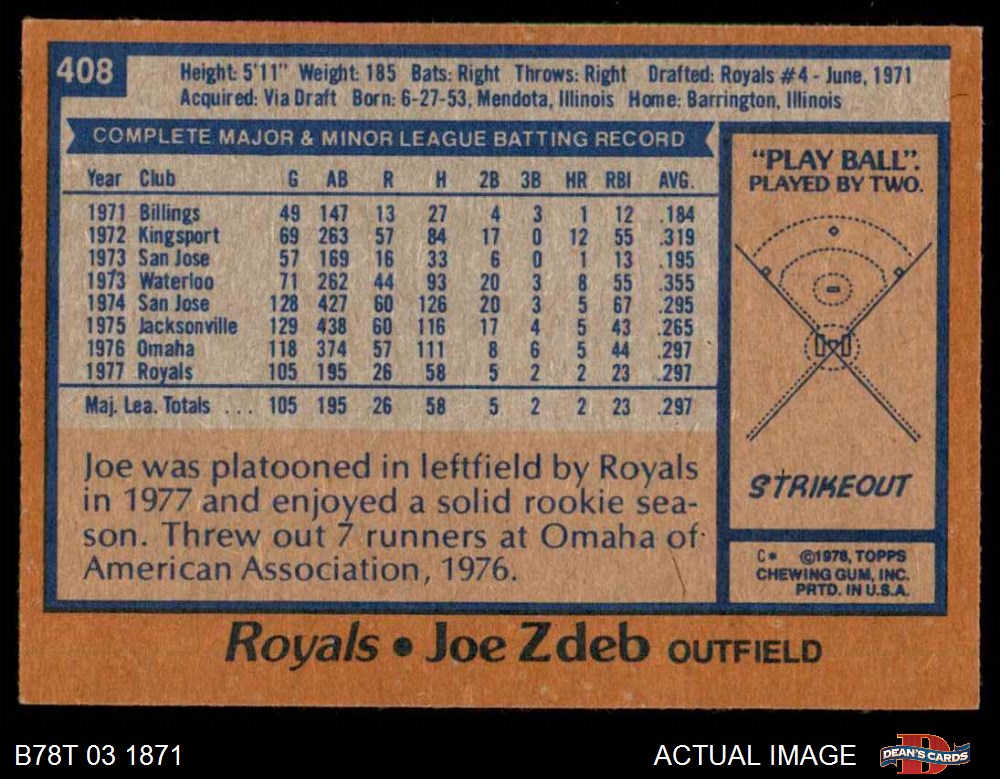 408
Height: 5'11" Weight: 185 Bats: Right Throws: Right Drafted: Royals #4 - June, 1971
Acquired: Via Draft Born: 6-27-53, Mendota, Illinois Home: Barrington, Illinois
COMPLETE MAJOR & MINOR LEAGUE BATTING RECORD
Year Club G AB R H 2B 3B HR RBI AVG.
1971 Billings 49 147 13 27 4 3 1 12 .184
1972 Kingsport 69 263 57 84 17 0 12 55 .319
1973 San Jose 57 169 16 33 6 0 1 13 .195
1973 Waterloo 71 262 44 93 20 3 8 55 .355
1974 San Jose 128 427 60 126 20 3 5 67 .295
1975 Jacksonville 129 438 60 116 17 4 5 43 .265
1976 Omaha 118 374 57 111 8 6 5 44 .297
1977 Royals 105 195 26 58 5 2 2 23 .297
Maj. Lea. Totals ... 105 195 26 58 5 2 2 23 .297
Joe was platooned in leftfield by Royals
in 1977 and enjoyed a solid rookie sea-
son. Threw out 7 runners at Omaha of
American Association, 1976.
"PLAY BALL".
PLAYED BY TWO.
STRIKEOUT
C* ©1978, TOPPS
CHEWING GUM, INC.
PRTD. IN U.S.A.
Royals • Joe Zdeb OUTFIELD
B78T 03 1871
ACTUAL IMAGE
D
DEAN'S CARDS